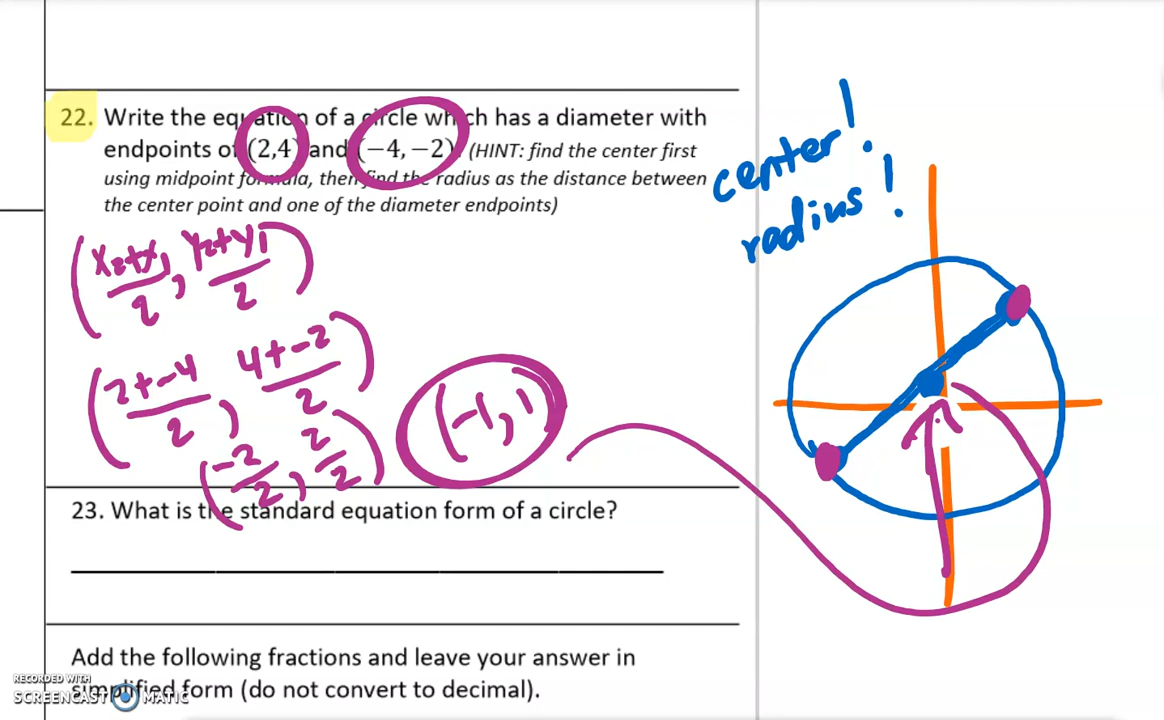 22. Write the equation of a circle which has a diameter with
endpoints of (2,4) and (−4, −2). (HINT: find the center first
using midpoint formula, then find the radius as the distance between
the center point and one of the diameter endpoints)
center!
radius!
(x₂+x₁/2, y₂+y₁/2)
(2+-4/2, 4+-2/2)
(-2/2, 2/2)
(-1, 1)
23. What is the standard equation form of a circle?
Add the following fractions and leave your answer in
simplified form (do not convert to decimal).
RECORDED WITH
SCREENCAST MATIC